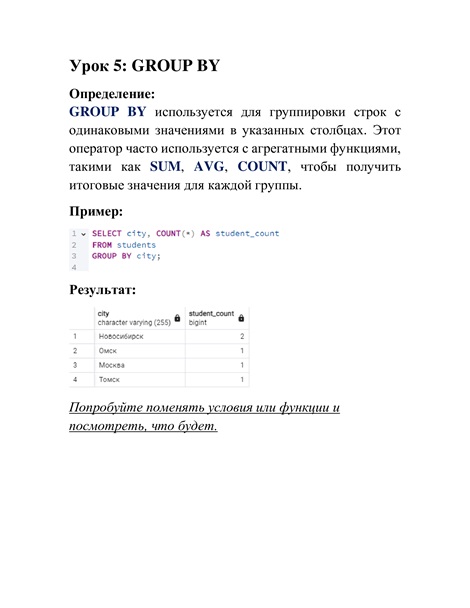 Урок 5: GROUP BY
Определение:
GROUP BY используется для группировки строк с
одинаковыми значениями в указанных столбцах. Этот
оператор часто используется с агрегатными функциями,
такими как SUM, AVG, COUNT, чтобы получить
итоговые значения для каждой группы.
Пример:
1 SELECT city, COUNT(*) AS student_count
2 FROM students
3 GROUP BY city;
4
Результат:
city student_count
character varying (255) bigint
1 Новосибирск 2
2 Омск 1
3 Москва 1
4 Томск 1
Попробуйте поменять условия или функции и
посмотреть, что будет.